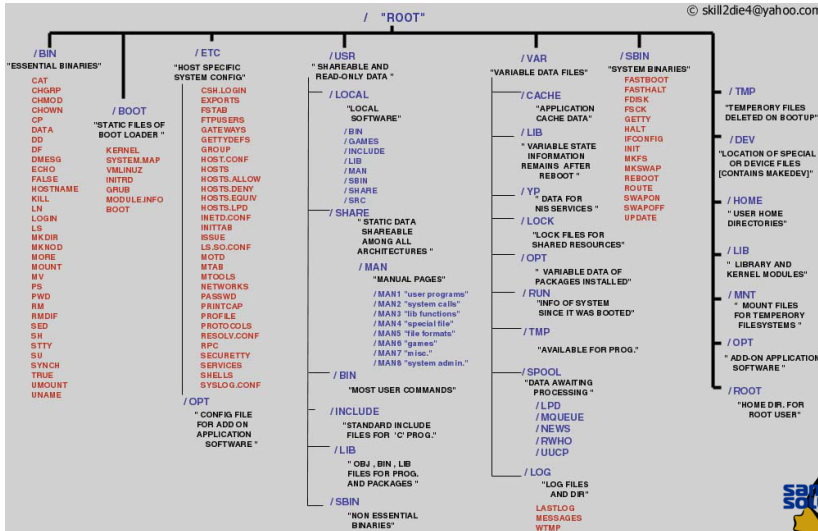 © skill2die4@yahoo.com
/ "ROOT"
/ BIN
"ESSENTIAL BINARIES"
CAT
CHGRP
CHMOD
CHOWN
CP
DATA
DD
DF
DMESG
ECHO
FALSE
HOSTNAME
KILL
LN
LOGIN
LS
MKDIR
MKNOD
MORE
MOUNT
MV
PS
PWD
RM
RMDIF
SED
SH
STTY
SU
SYNCH
TRUE
UMOUNT
UNAME
/ BOOT
"STATIC FILES OF
BOOT LOADER "
KERNEL
SYSTEM.MAP
VMLINUZ
INITRD
GRUB
MODULE.INFO
BOOT
/ ETC
"HOST SPECIFIC
SYSTEM CONFIG"
CSH.LOGIN
EXPORTS
FSTAB
FTPUSERS
GATEWAYS
GETTYDEFS
GROUP
HOST.CONF
HOSTS
HOSTS.ALLOW
HOSTS.DENY
HOSTS.EQUIV
HOSTS.LPD
INETD.CONF
INITTAB
ISSUE
LS.SO.CONF
MOTD
MTAB
MTOOLS
NETWORKS
PASSWD
PRINTCAP
PROFILE
PROTOCOLS
RESOLV.CONF
RPC
SECURETTY
SERVICES
SHELLS
SYSLOG.CONF
/OPT
"CONFIG FILE
FOR ADD ON
APPLICATION
SOFTWARE "
/ USR
" SHAREABLE AND
READ-ONLY DATA "
/ LOCAL
"LOCAL
SOFTWARE"
/ BIN
/ GAMES
/ INCLUDE
/ LIB
/ MAN
/ SBIN
/ SHARE
/ SRC
/ SHARE
"STATIC DATA
SHAREABLE
AMONG ALL
ARCHITECTURES "
/ MAN
"MANUAL PAGES"
/ MAN1 "user programs"
/ MAN2 "system calls"
/ MAN3 "lib functions"
/ MAN4 "special file"
/ MAN5 "file formats"
/ MAN6 "games"
/ MAN7 "misc."
/ MAN8 "system admin."
/ BIN
"MOST USER COMMANDS"
/ INCLUDE
"STANDARD INCLUDE
FILES FOR 'C' PROG."
/ LIB
" OBJ , BIN , LIB
FILES FOR PROG.
AND PACKAGES "
/ SBIN
"NON ESSENTIAL
BINARIES"
/ VAR
"VARIABLE DATA FILES"
/ CACHE
"APPLICATION
CACHE DATA"
/ LIB
" VARIABLE STATE
INFORMATION
REMAINS AFTER
REBOOT "
/ YP
" DATA FOR
NIS SERVICES "
/ LOCK
"LOCK FILES FOR
SHARED RESOURCES"
/ OPT
" VARIABLE DATA OF
PACKAGES INSTALLED"
/ RUN
"INFO OF SYSTEM
SINCE IT WAS BOOTED"
/ TMP
"AVAILABLE FOR PROG."
/ SPOOL
"DATA AWAITING
PROCESSING "
/ LPD
/ MQUEUE
/ NEWS
/ RWHO
/ UUCP
/ LOG
"LOG FILES
AND DIR"
LASTLOG
MESSAGES
WTMP
/ SBIN
"SYSTEM BINARIES"
FASTBOOT
FASTHALT
FDISK
FSCK
GETTY
HALT
IFCONFIG
INIT
MKFS
MKSWAP
REBOOT
ROUTE
SWAPON
SWAPOFF
UPDATE
/ TMP
"TEMPERORY FILES
DELETED ON BOOTUP"
/ DEV
"LOCATION OF SPECIAL
OR DEVICE FILES
[CONTAINS MAKEDEV]"
/ HOME
" USER HOME
DIRECTORIES"
/ LIB
" LIBRARY AND
KERNEL MODULES"
/ MNT
" MOUNT FILES
FOR TEMPERORY
FILESYSTEMS "
/ OPT
" ADD-ON APPLICATION
SOFTWARE "
/ ROOT
"HOME DIR. FOR
ROOT USER"